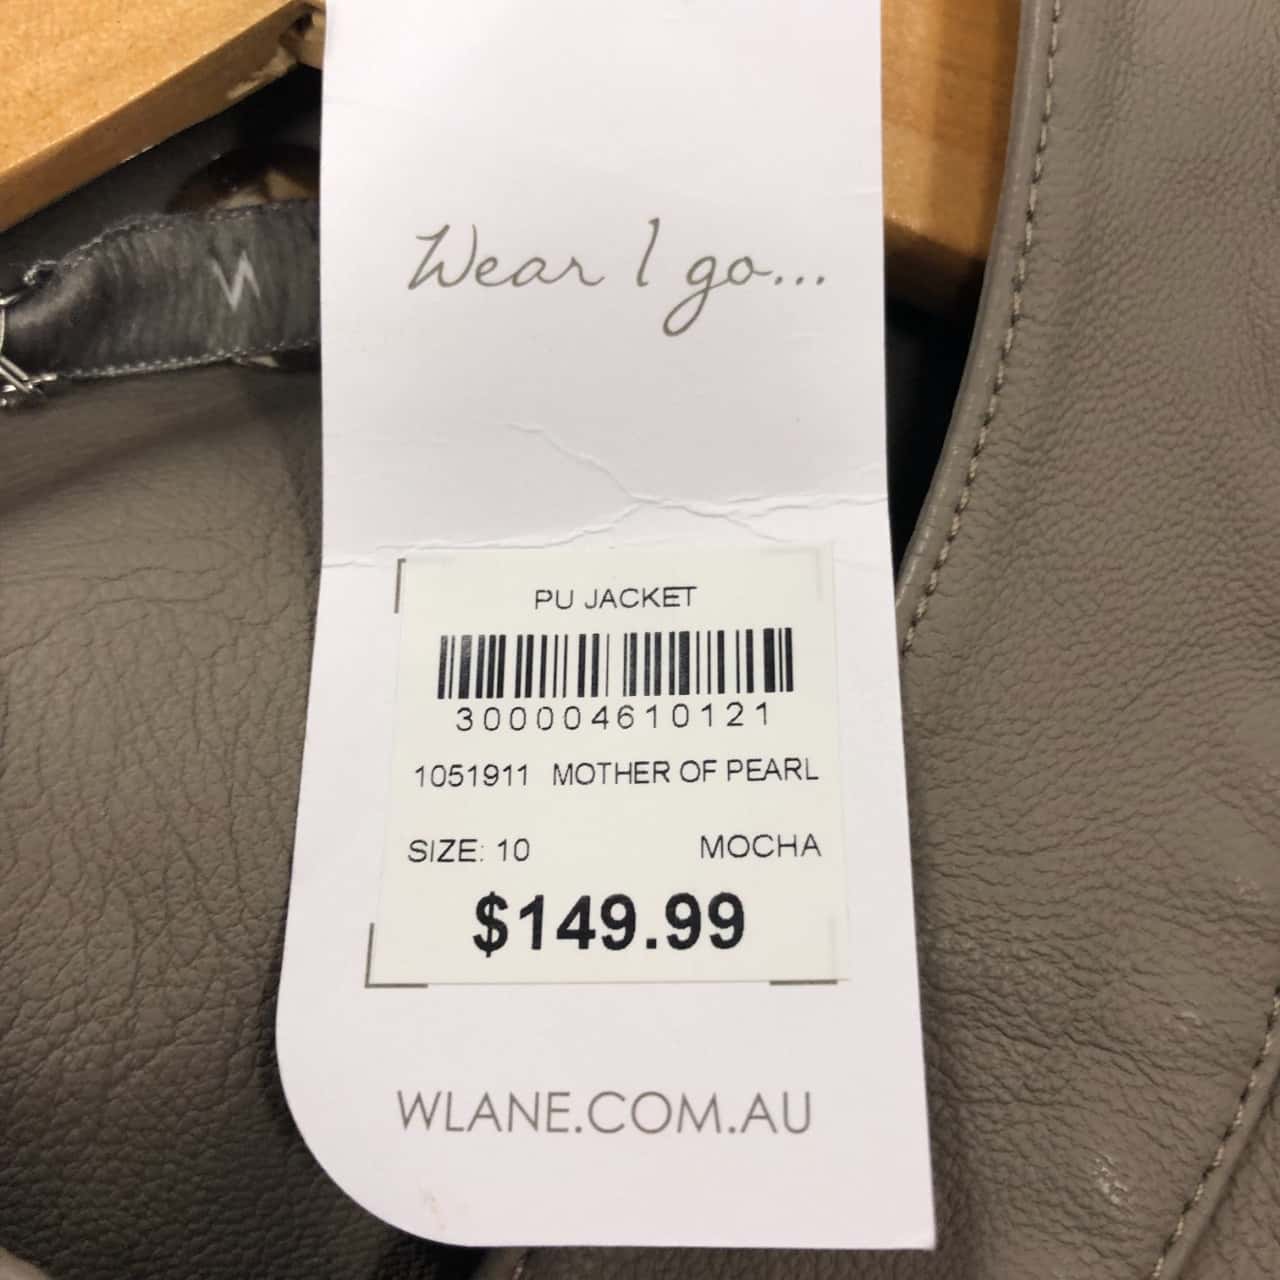 Wear I go...
W
PU JACKET
300004610121
1051911 MOTHER OF PEARL
SIZE: 10 MOCHA
$149.99
WLANE.COM.AU